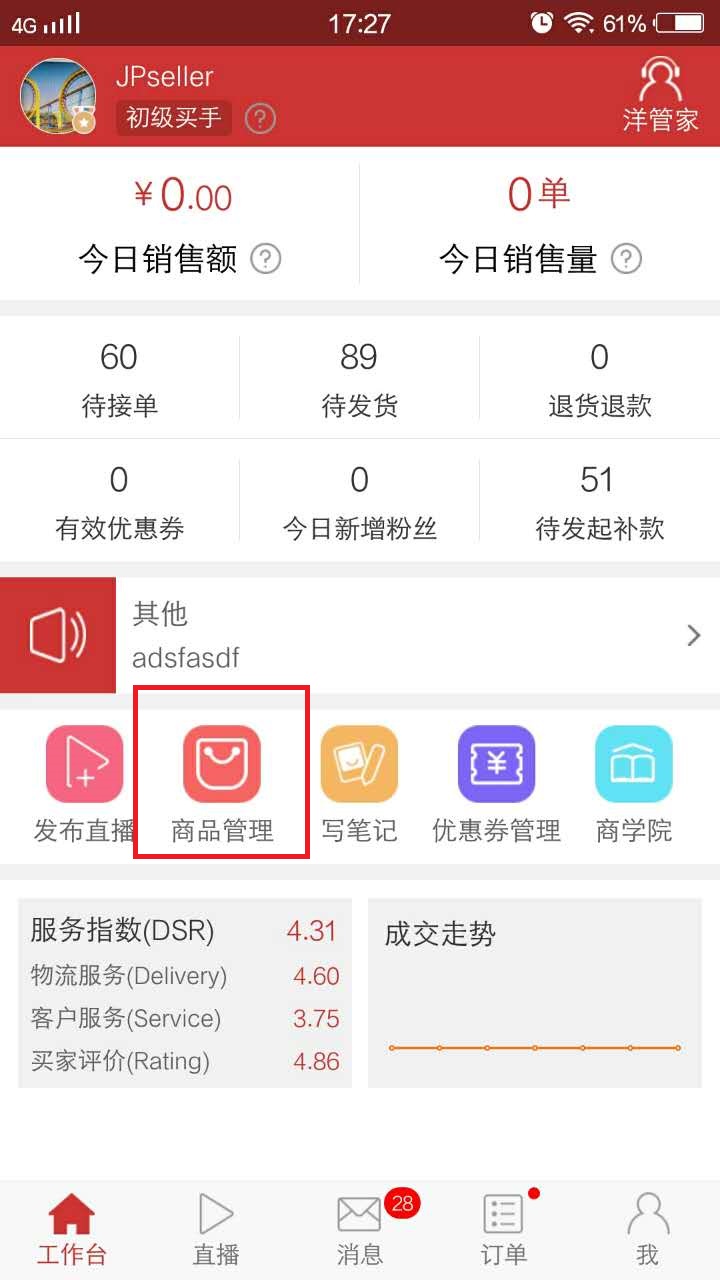 4G 17:27 61%
JPseller
初级买手 ?
洋管家
¥0.00 0单
今日销售额 ? 今日销售量 ?
60 89 0
待接单 待发货 退货退款
0 0 51
有效优惠券 今日新增粉丝 待发起补款
其他
adsfasdf
发布直播 商品管理 写笔记 优惠券管理 商学院
服务指数(DSR) 4.31
物流服务(Delivery) 4.60
客户服务(Service) 3.75
买家评价(Rating) 4.86
成交走势
28
工作台 直播 消息 订单 我